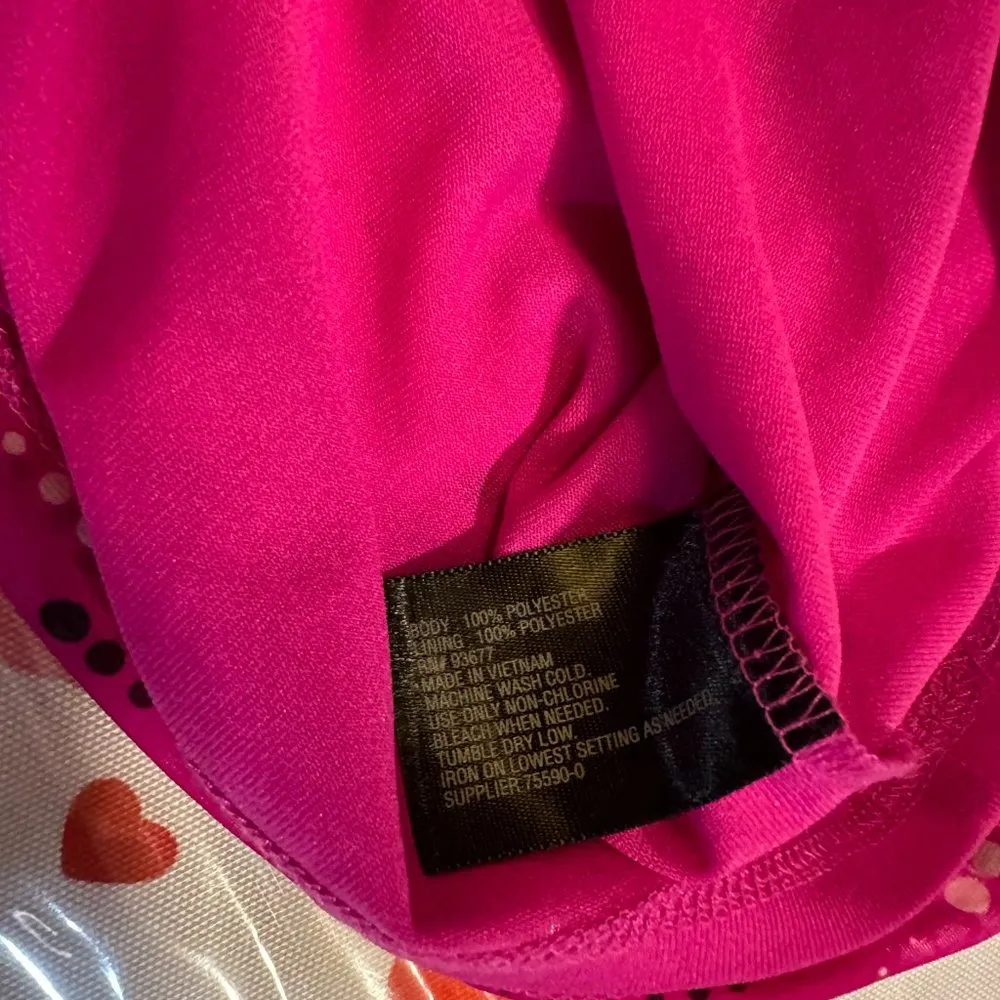 BODY 100% POLYESTER
LINING 100% POLYESTER
RN# 93677
MADE IN VIETNAM
MACHINE WASH COLD.
USE ONLY NON-CHLORINE
BLEACH WHEN NEEDED.
TUMBLE DRY LOW.
IRON ON LOWEST SETTING AS NEEDED.
SUPPLIER 75590-0